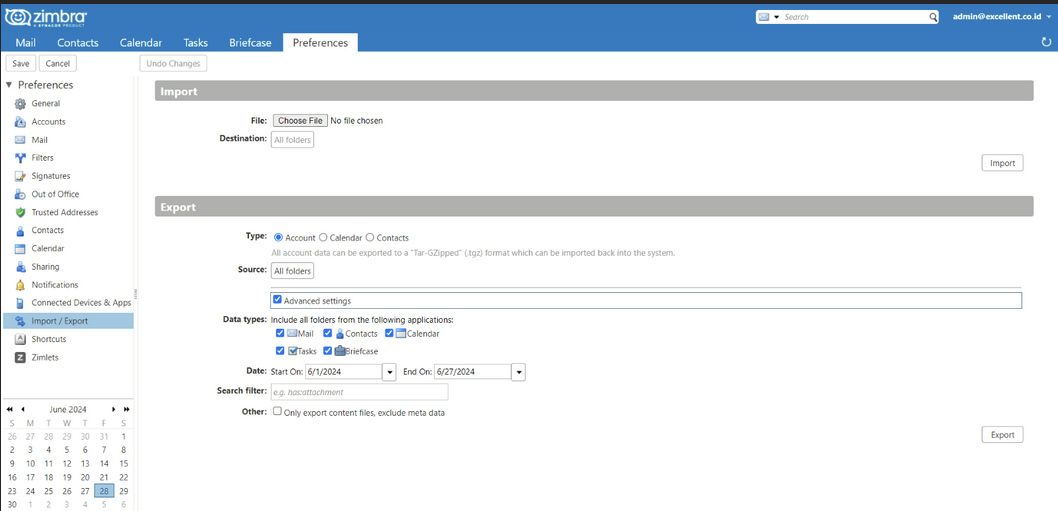 zimbra
A SYNACOR PRODUCT
Search
admin@excellent.co.id
Mail Contacts Calendar Tasks Briefcase Preferences
Save Cancel Undo Changes
Preferences
General
Accounts
Mail
Filters
Signatures
Out of Office
Trusted Addresses
Contacts
Calendar
Sharing
Notifications
Connected Devices & Apps
Import / Export
Shortcuts
Zimlets
June 2024
S M T W T F S
26 27 28 29 30 31 1
2 3 4 5 6 7 8
9 10 11 12 13 14 15
16 17 18 19 20 21 22
23 24 25 26 27 28 29
30 1 2 3 4 5 6
Import
File: Choose File No file chosen
Destination: All folders
Import
Export
Type: Account Calendar Contacts
All account data can be exported to a "Tar-GZipped" (.tgz) format which can be imported back into the system.
Source: All folders
Advanced settings
Data types: Include all folders from the following applications:
Mail Contacts Calendar
Tasks Briefcase
Date: Start On: 6/1/2024 End On: 6/27/2024
Search filter: e.g. has:attachment
Other: Only export content files, exclude meta data
Export